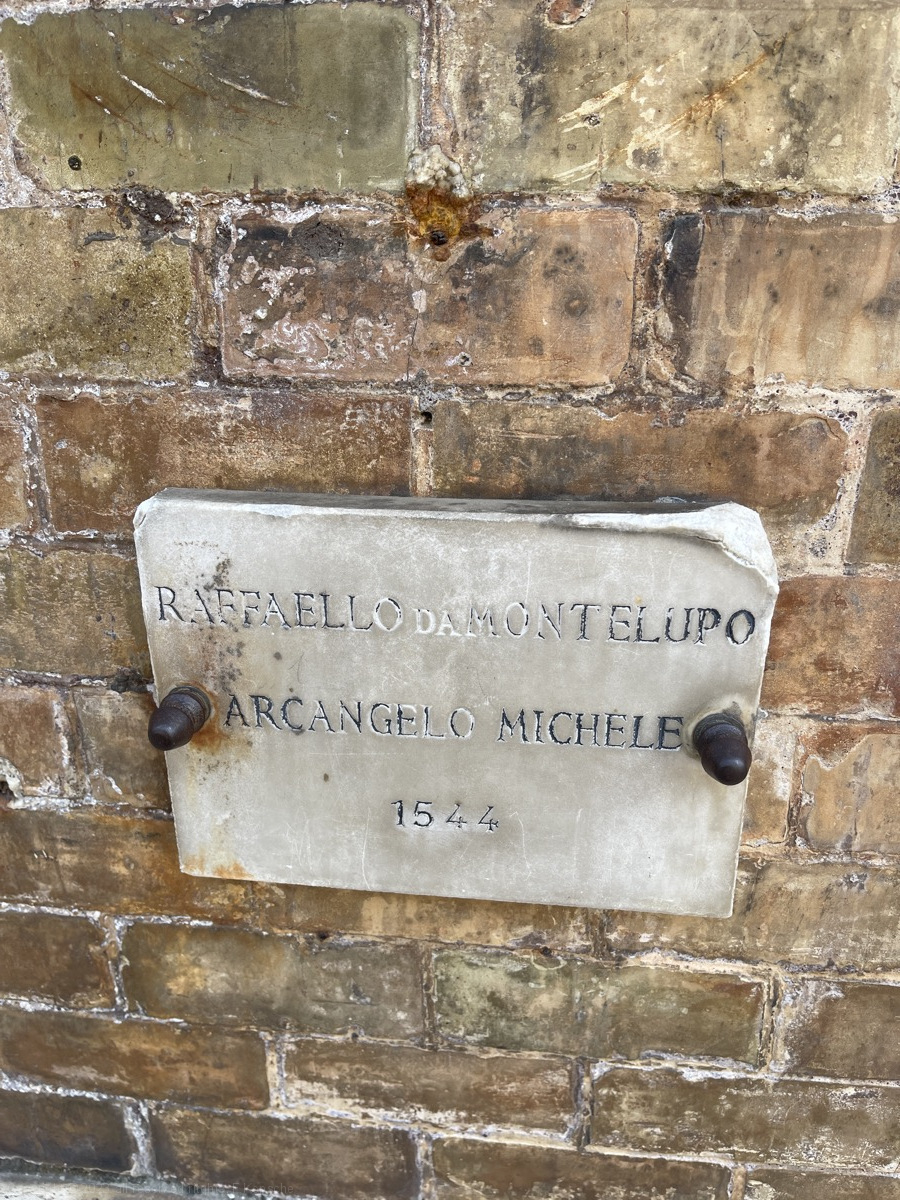 RAFFAELLO DA MONTELUPO
ARCANGELO MICHELE
1544